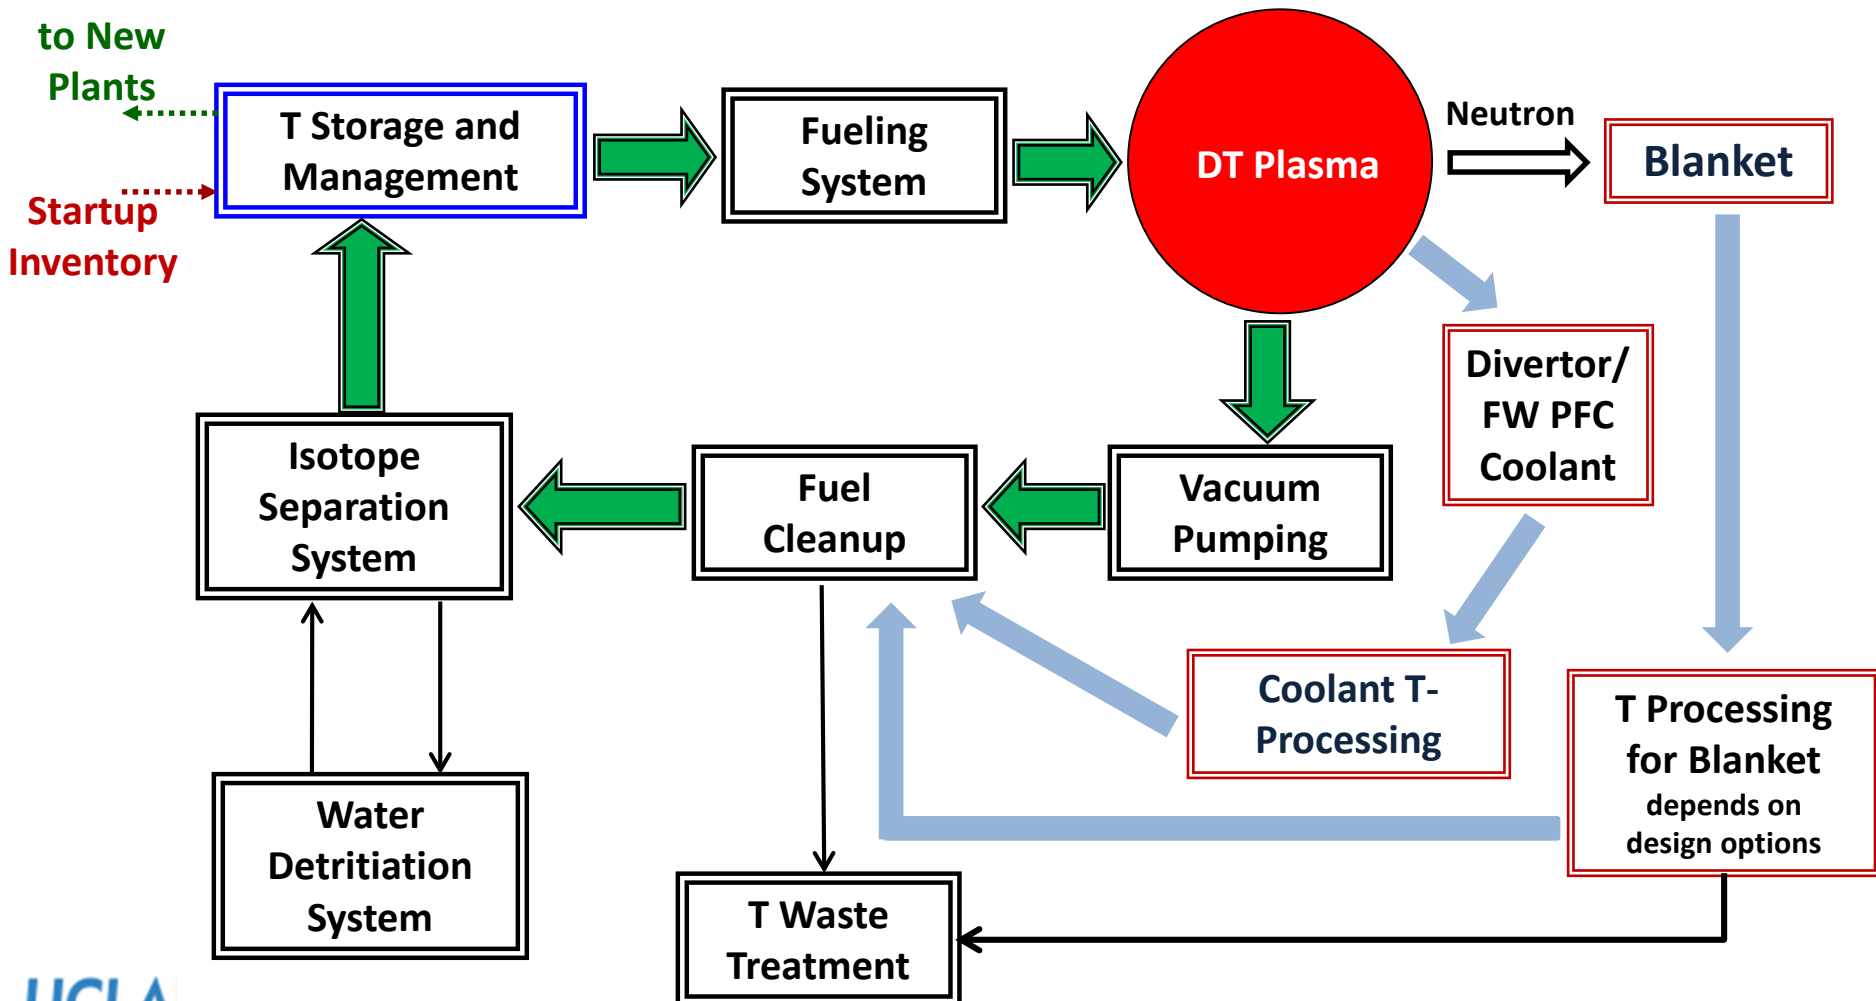 to New
Plants
Startup
Inventory
T Storage and
Management
Fueling
System
DT Plasma
Neutron
Blanket
Divertor/
FW PFC
Coolant
Isotope
Separation
System
Fuel
Cleanup
Vacuum
Pumping
Coolant T-
Processing
T Processing
for Blanket
depends on
design options
Water
Detritiation
System
T Waste
Treatment
UCLA